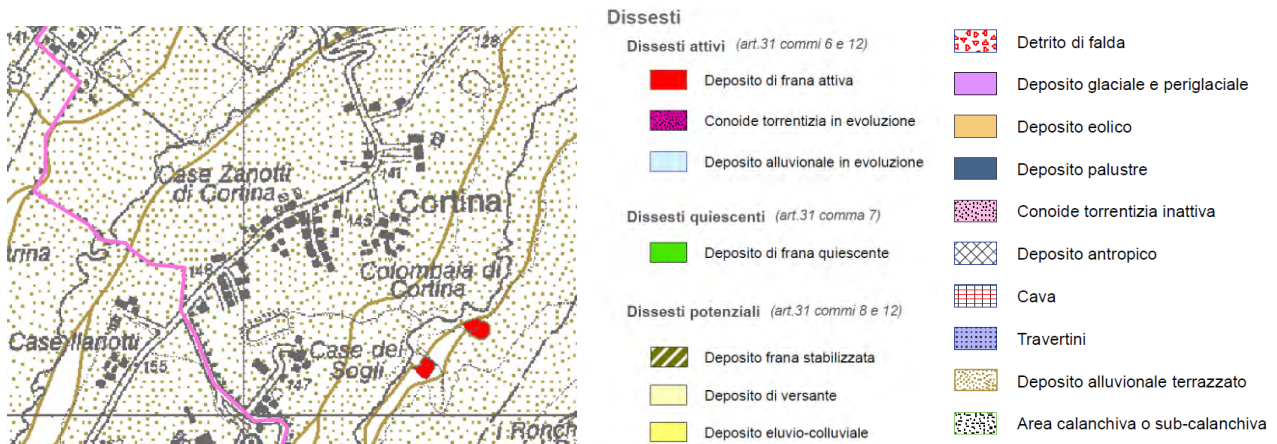 141
128
Case Zanotti
di Cortina
141
Cortina
145
148
Colombaia di
Cortina
Case
155
Case dei
Sogli
147
I Ronch
Dissesti
Dissesti attivi (art.31 commi 6 e 12)
Deposito di frana attiva
Conoide torrentizia in evoluzione
Deposito alluvionale in evoluzione
Dissesti quiescenti (art.31 comma 7)
Deposito di frana quiescente
Dissesti potenziali (art.31 commi 8 e 12)
Deposito frana stabilizzata
Deposito di versante
Deposito eluvio-colluviale
Detrito di falda
Deposito glaciale e periglaciale
Deposito eolico
Deposito palustre
Conoide torrentizia inattiva
Deposito antropico
Cava
Travertini
Deposito alluvionale terrazzato
Area calanchiva o sub-calanchiva